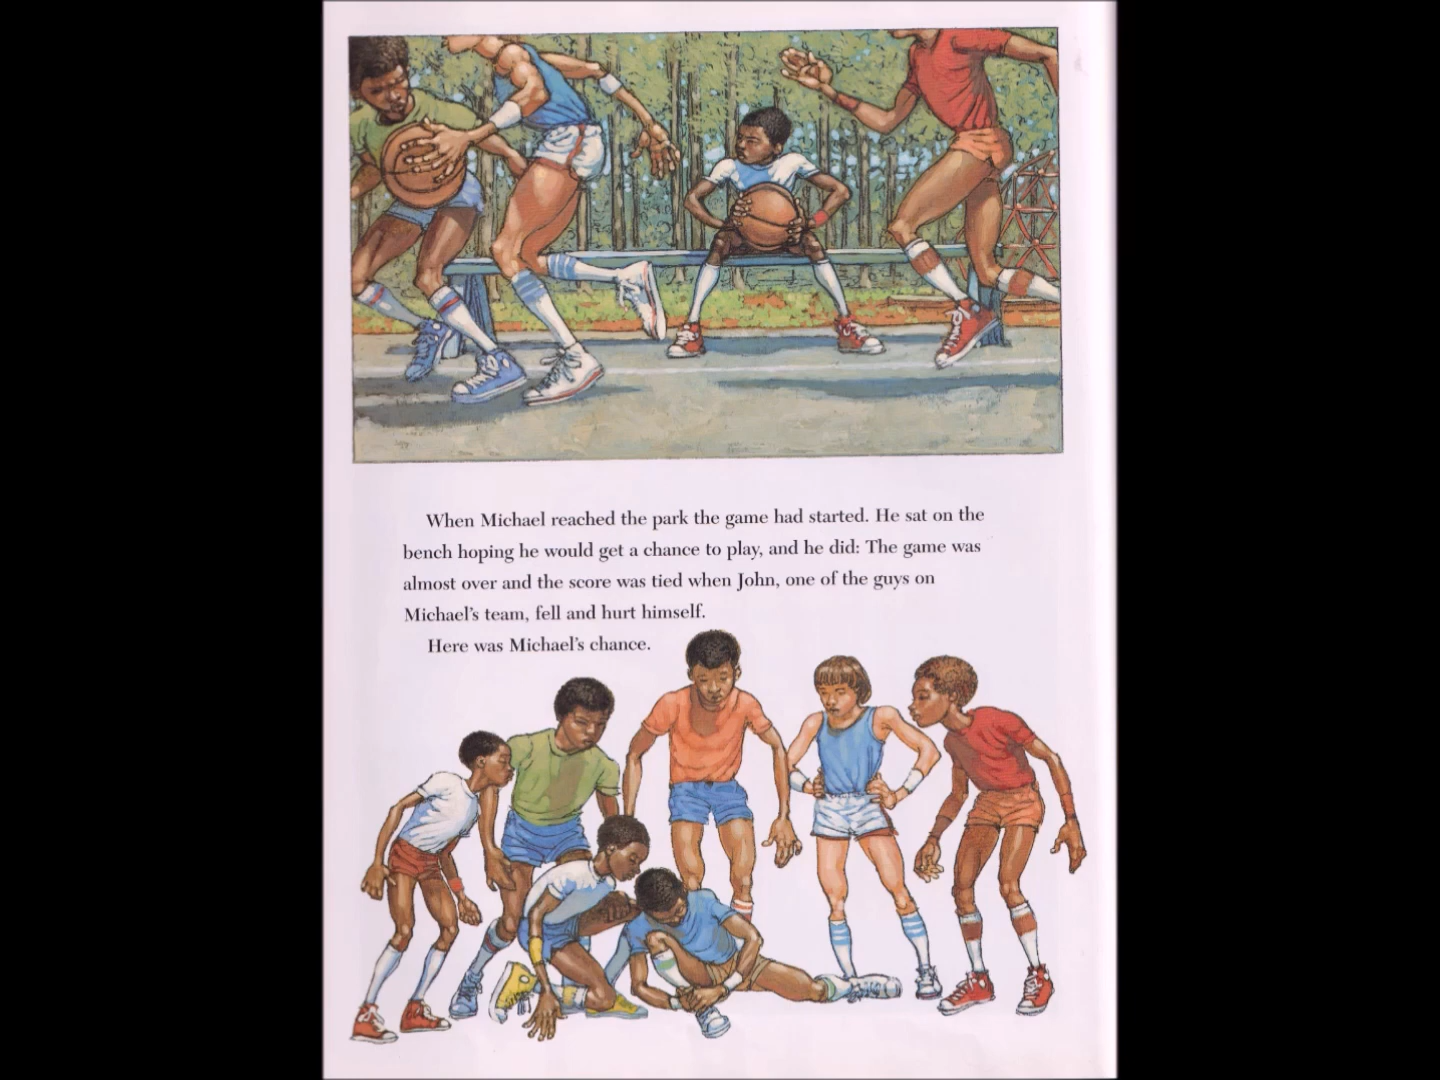 When Michael reached the park the game had started. He sat on the
bench hoping he would get a chance to play, and he did: The game was
almost over and the score was tied when John, one of the guys on
Michael's team, fell and hurt himself.
Here was Michael's chance.